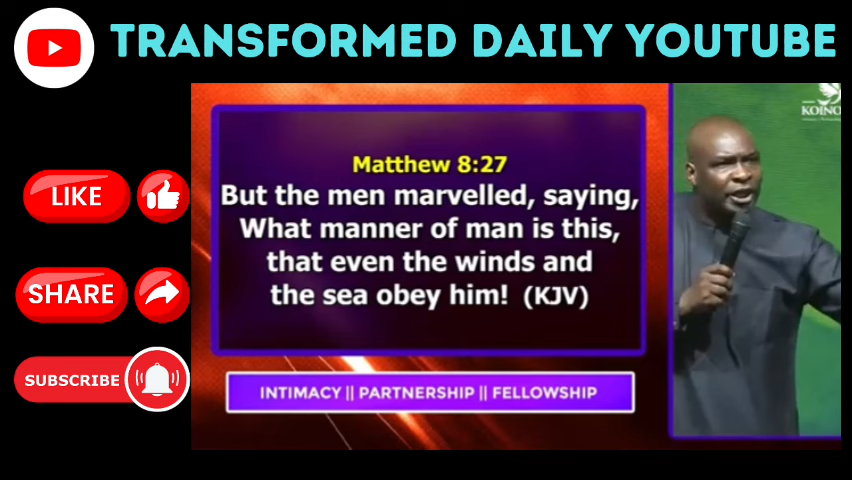 TRANSFORMED DAILY YOUTUBE
KOINO
LIKE
SHARE
SUBSCRIBE
Matthew 8:27
But the men marvelled, saying,
What manner of man is this,
that even the winds and
the sea obey him! (KJV)
INTIMACY || PARTNERSHIP || FELLOWSHIP